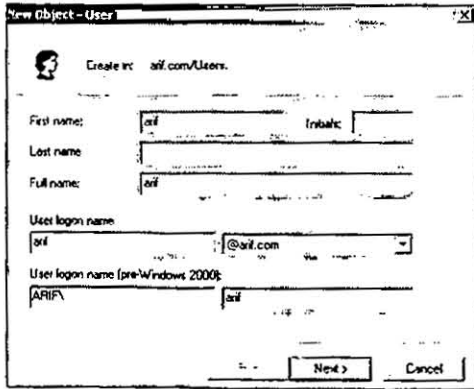 New Object - User
Create in: arif.com/Users.
First name: arif Initials:
Last name
Full name: arif
User logon name
arif @arif.com
User logon name (pre-Windows 2000):
ARIF\ arif
Next > Cancel